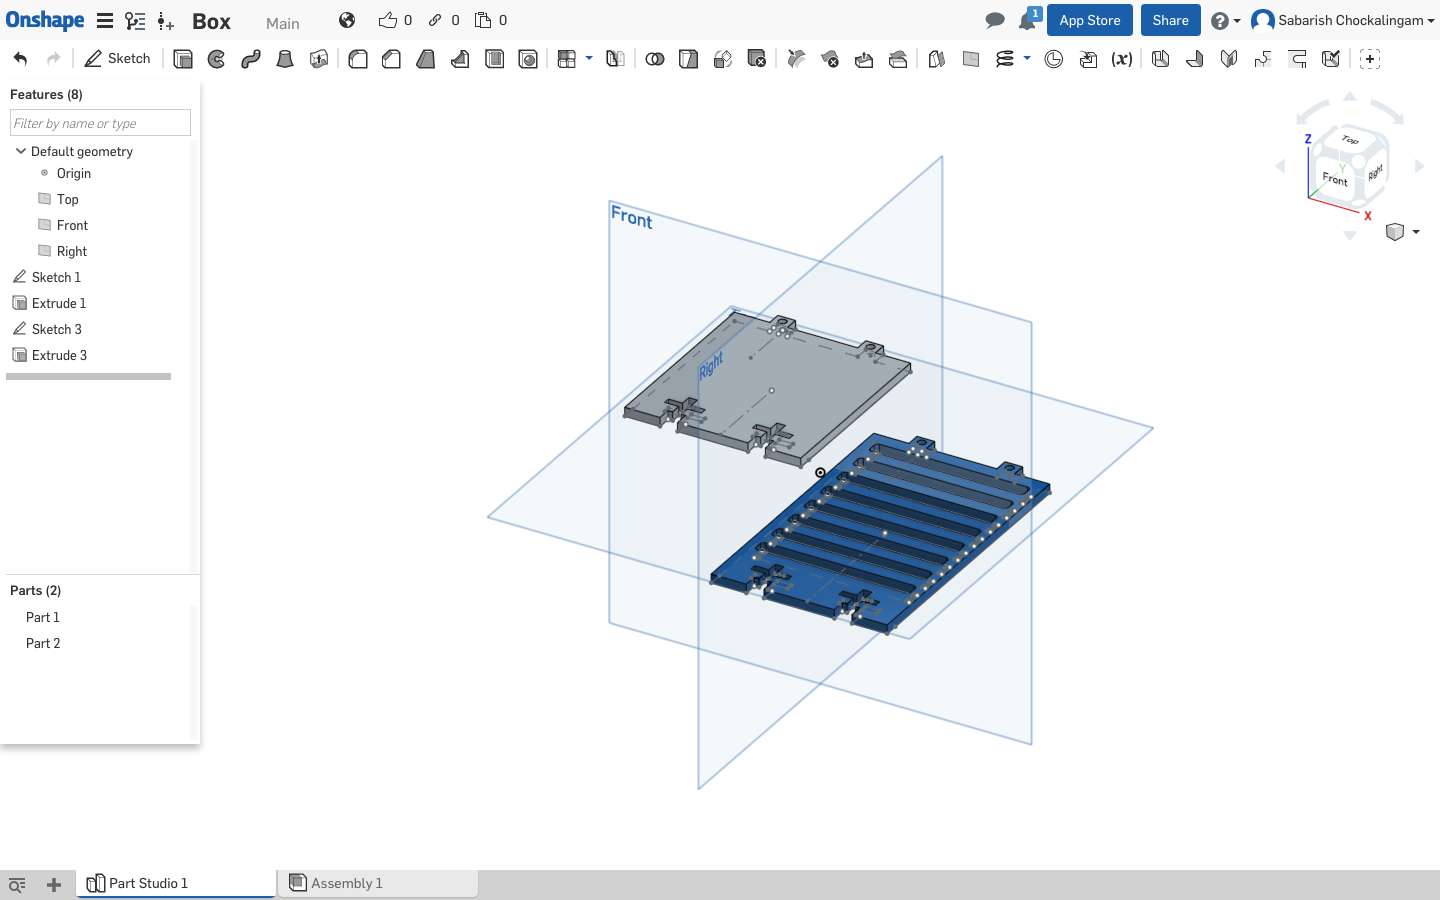 Onshape Box Main 0 0 0 1 App Store Share Sabarish Chockalingam
Sketch (x)
Features (8)
Filter by name or type
Default geometry
Origin
Top
Front
Right
Sketch 1
Extrude 1
Sketch 3
Extrude 3
Parts (2)
Part 1
Part 2
Front
Right
Top
Z
Y
Front
Right
X
Part Studio 1 Assembly 1